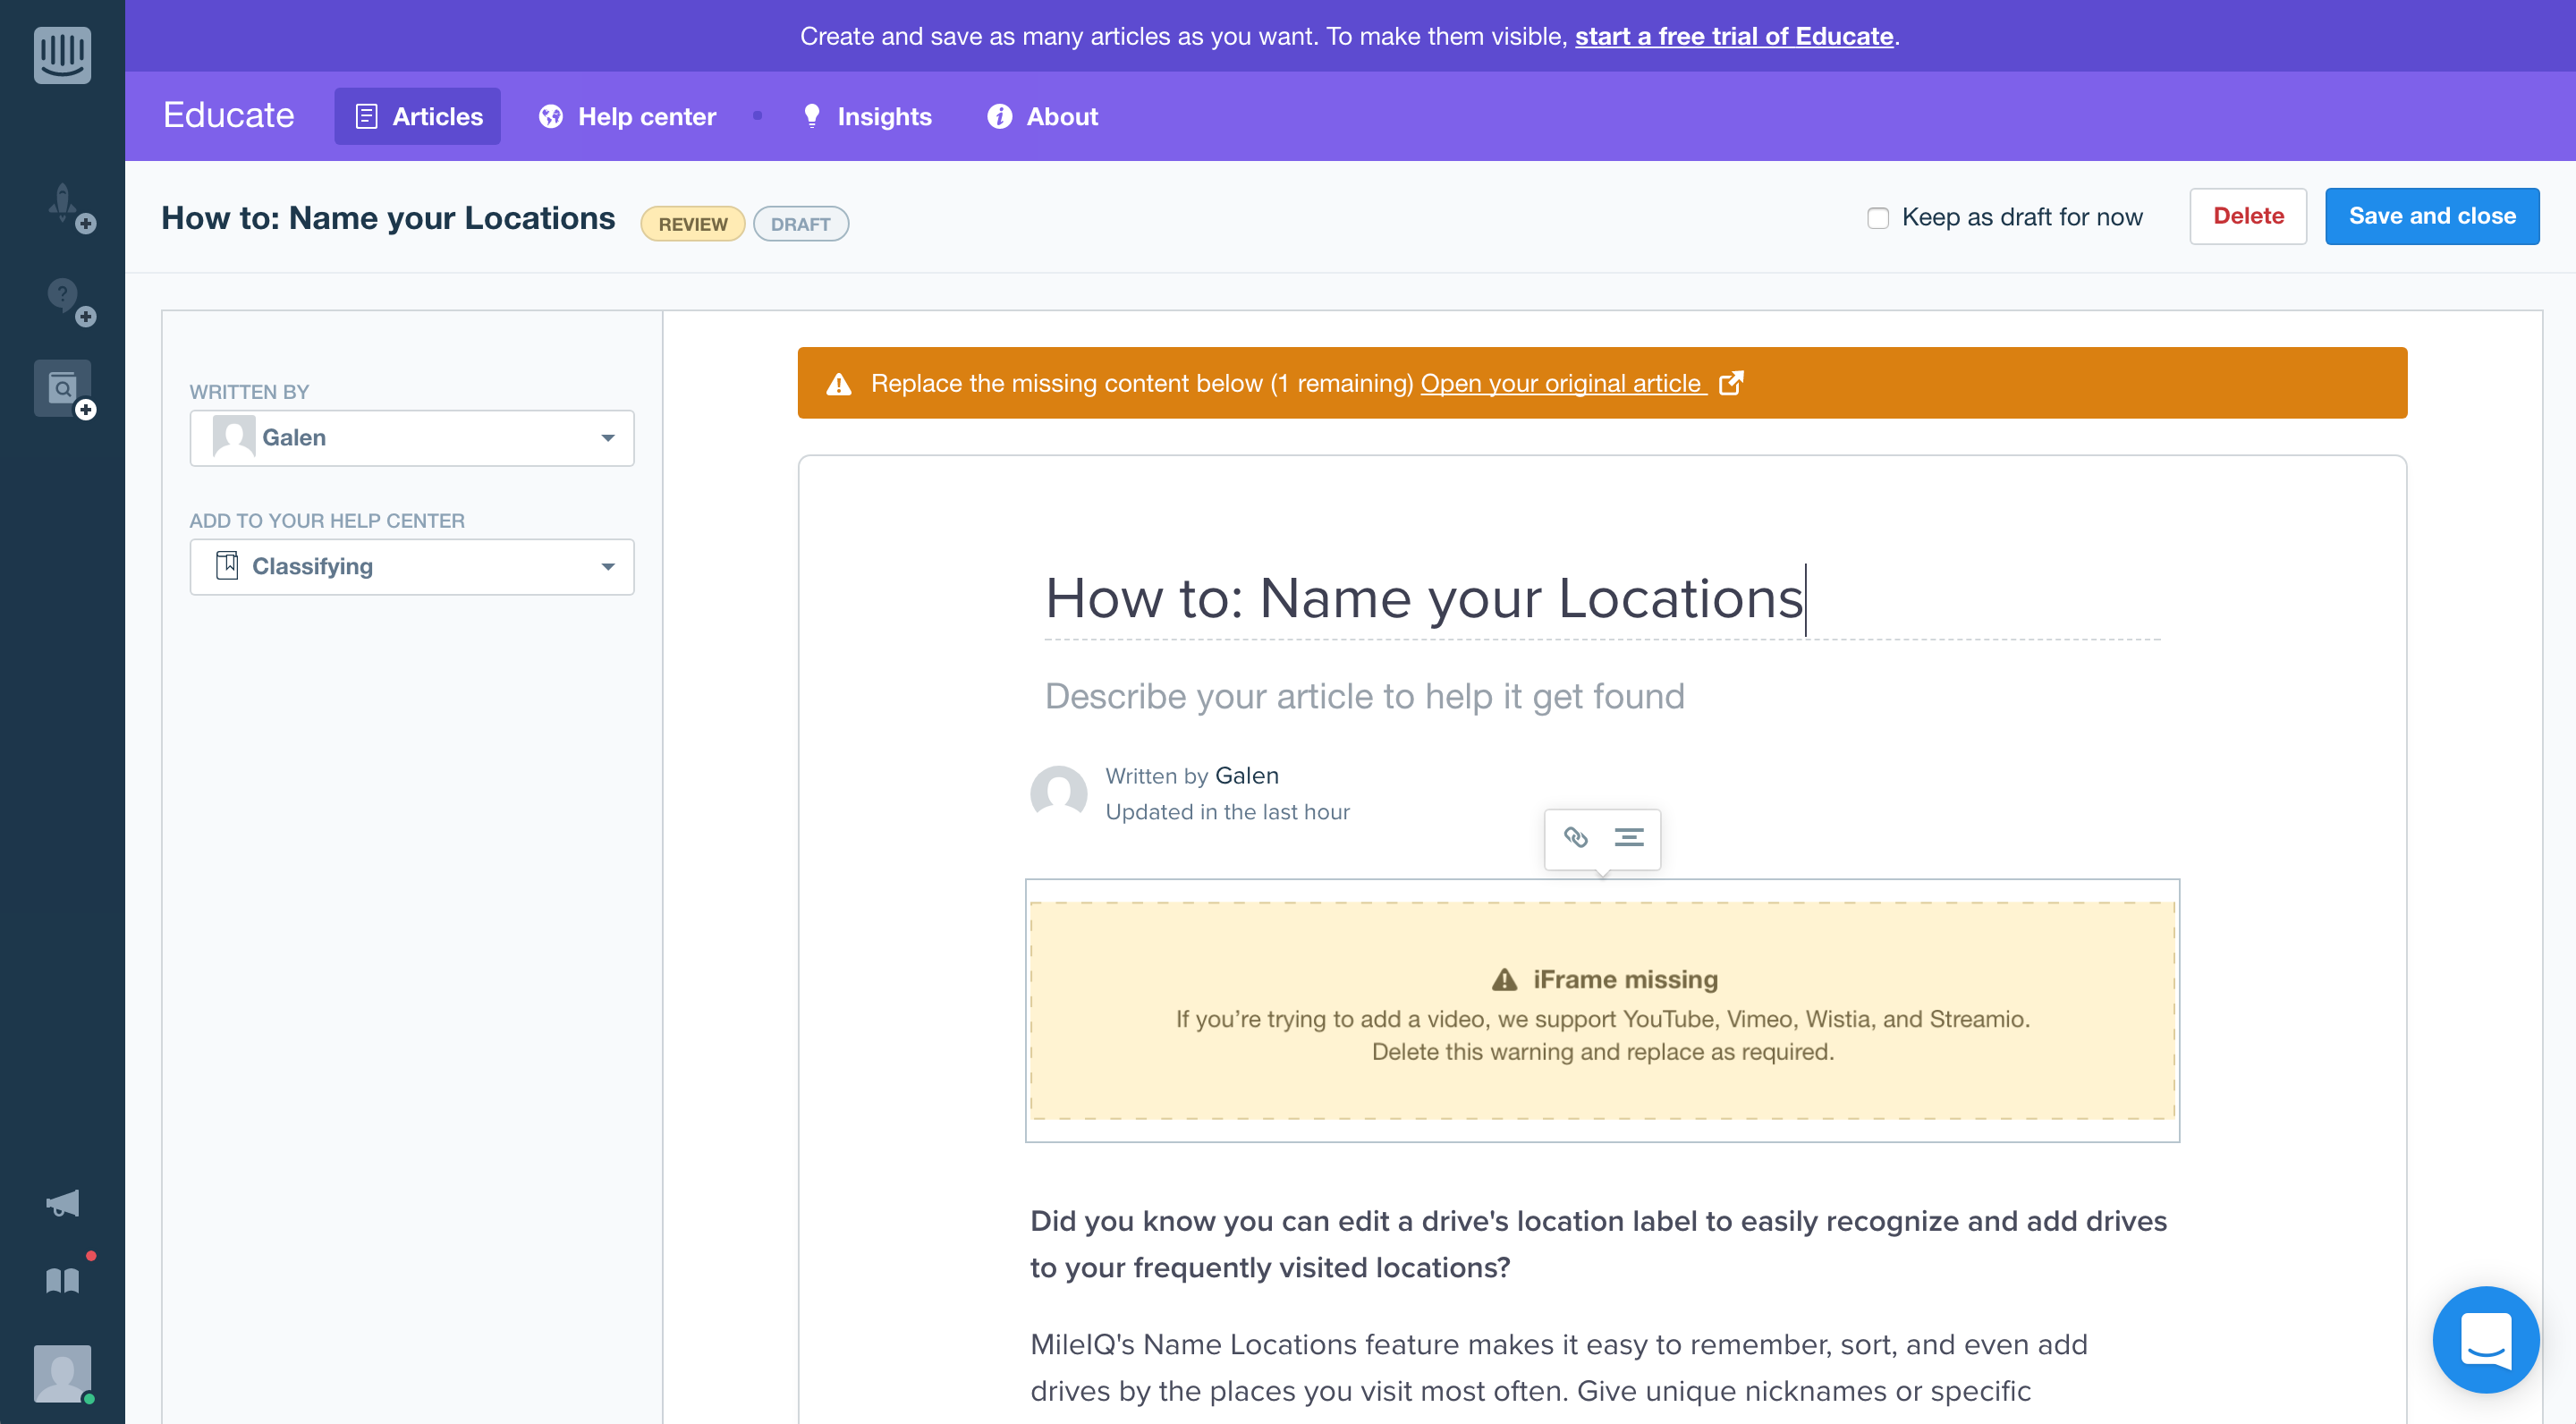 Create and save as many articles as you want. To make them visible, start a free trial of Educate.
Educate
Articles
Help center
Insights
About
How to: Name your Locations
REVIEW
DRAFT
Keep as draft for now
Delete
Save and close
WRITTEN BY
Galen
ADD TO YOUR HELP CENTER
Classifying
Replace the missing content below (1 remaining) Open your original article
How to: Name your Locations
Describe your article to help it get found
Written by Galen
Updated in the last hour
iFrame missing
If you’re trying to add a video, we support YouTube, Vimeo, Wistia, and Streamio.
Delete this warning and replace as required.
Did you know you can edit a drive's location label to easily recognize and add drives
to your frequently visited locations?
MileIQ's Name Locations feature makes it easy to remember, sort, and even add
drives by the places you visit most often. Give unique nicknames or specific